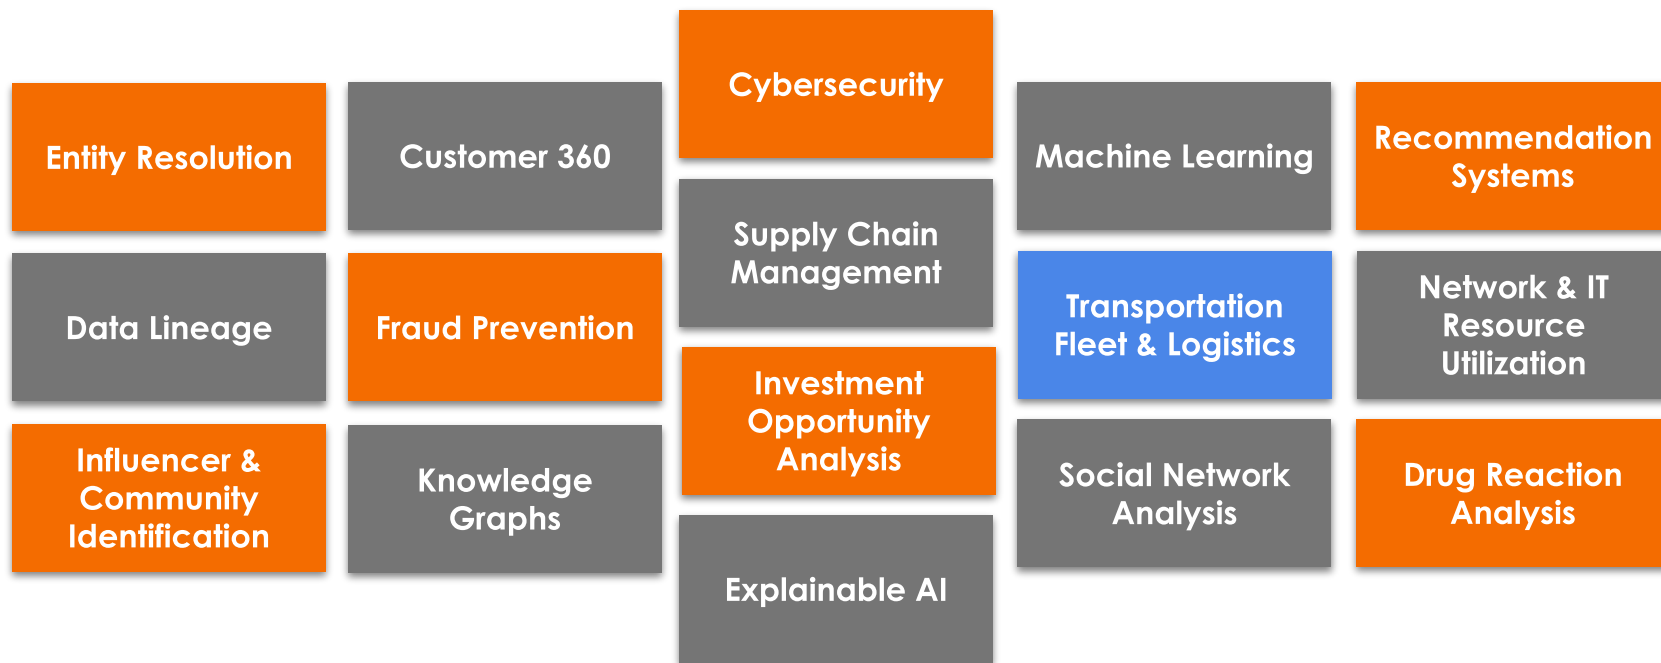 Entity Resolution
Data Lineage
Influencer &
Community
Identification
Customer 360
Fraud Prevention
Knowledge
Graphs
Cybersecurity
Supply Chain
Management
Investment
Opportunity
Analysis
Explainable AI
Machine Learning
Transportation
Fleet & Logistics
Social Network
Analysis
Recommendation
Systems
Network & IT
Resource
Utilization
Drug Reaction
Analysis